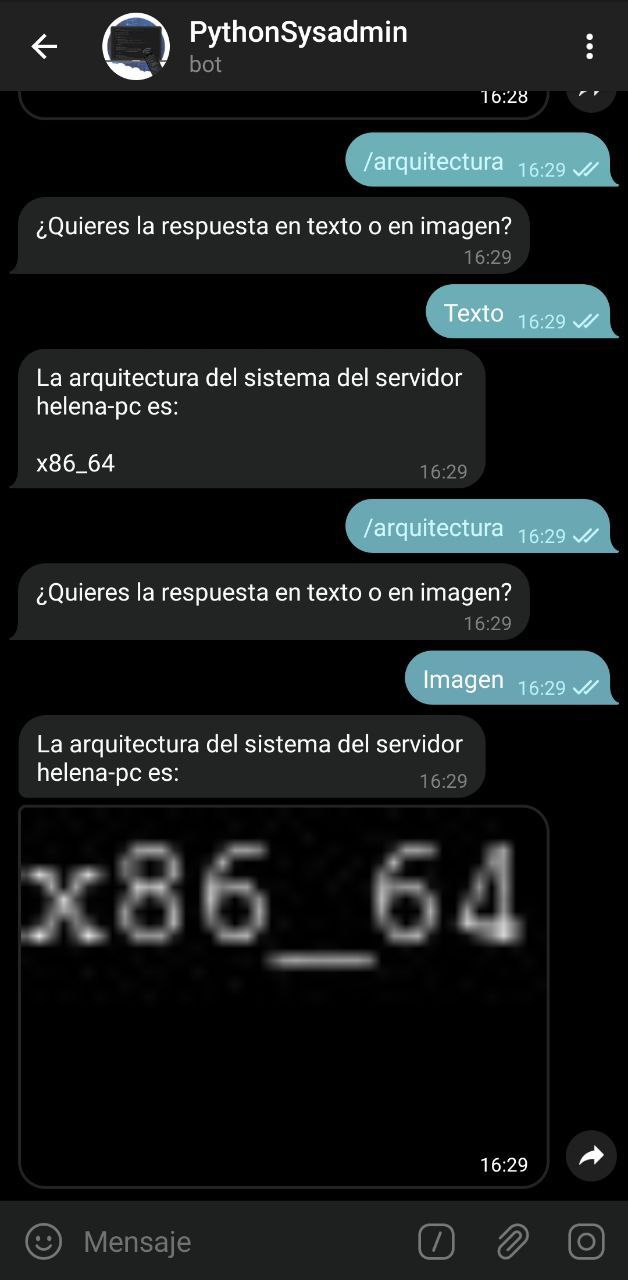 PythonSysadmin
bot
16:28
/arquitectura 16:29
¿Quieres la respuesta en texto o en imagen?
16:29
Texto 16:29
La arquitectura del sistema del servidor
helena-pc es:
x86_64
16:29
/arquitectura 16:29
¿Quieres la respuesta en texto o en imagen?
16:29
Imagen 16:29
La arquitectura del sistema del servidor
helena-pc es:
16:29
x86_64
16:29
Mensaje